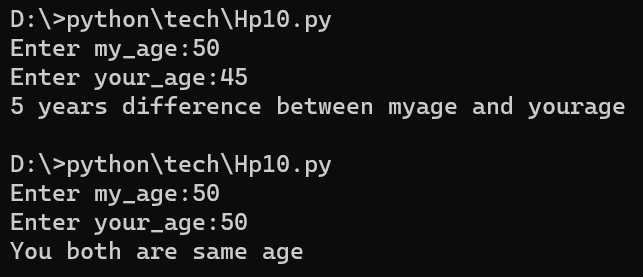 D:\>python\tech\Hp10.py
Enter my_age:50
Enter your_age:45
5 years difference between myage and yourage
D:\>python\tech\Hp10.py
Enter my_age:50
Enter your_age:50
You both are same age